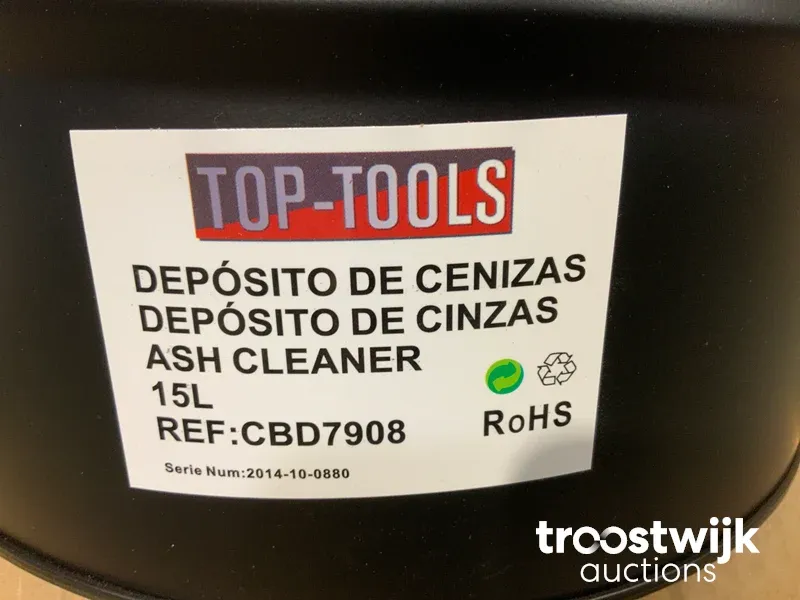 TOP-TOOLS
DEPÓSITO DE CENIZAS
DEPÓSITO DE CINZAS
ASH CLEANER
15L
REF:CBD7908
RoHS
Serie Num:2014-10-0880
troostwijk
auctions